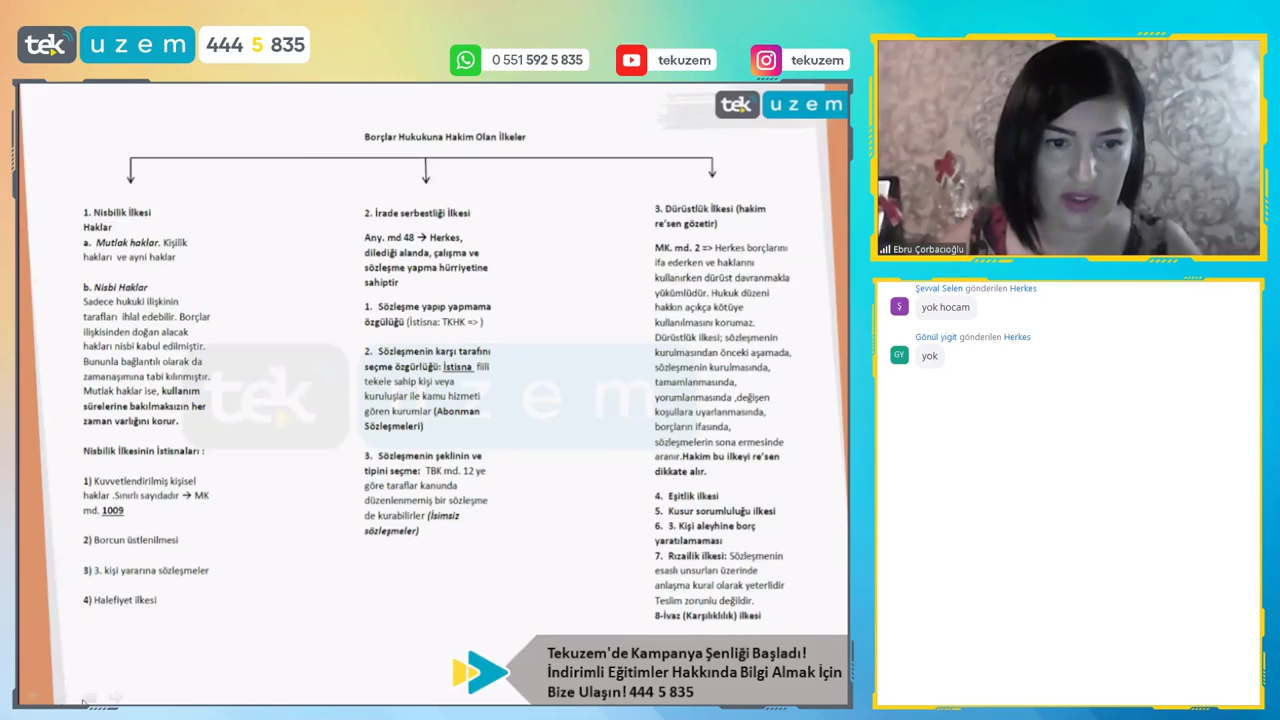 tek uzem 444 5 835
0 551 592 5 835
tekuzem
tekuzem
tek uzem
Borçlar Hukukuna Hakim Olan İlkeler
1. Nisbilik İlkesi
Haklar
a. Mutlak haklar. Kişilik
hakları ve ayni haklar
b. Nisbi Haklar
Sadece hukuki ilişkinin
tarafları ihlal edebilir. Borçlar
ilişkisinden doğan alacak
hakları nisbi kabul edilmiştir.
Bununla bağlantılı olarak da
zamanaşımına tabi kılınmıştır.
Mutlak haklar ise, kullanım
sürelerine bakılmaksızın her
zaman varlığını korur.
Nisbilik İlkesinin İstisnaları :
1) Kuvvetlendirilmiş kişisel
haklar .Sınırlı sayıdadır → MK
md. 1009
2) Borcun üstlenilmesi
3) 3. kişi yararına sözleşmeler
4) Halefiyet ilkesi
2. İrade serbestliği İlkesi
Any. md 48 → Herkes,
dilediği alanda, çalışma ve
sözleşme yapma hürriyetine
sahiptir
1. Sözleşme yapıp yapmama
özgülüğü (İstisna: TKHK => )
2. Sözleşmenin karşı tarafını
seçme özgürlüğü: İstisna fiili
tekele sahip kişi veya
kuruluşlar ile kamu hizmeti
gören kurumlar (Abonman
Sözleşmeleri)
3. Sözleşmenin şeklinin ve
tipini seçme: TBK md. 12 ye
göre taraflar kanunda
düzenlenmemiş bir sözleşme
de kurabilirler (İsimsiz
sözleşmeler)
3. Dürüstlük İlkesi (hakim
re'sen gözetir)
MK. md. 2 => Herkes borçlarını
ifa ederken ve haklarını
kullanırken dürüst davranmakla
yükümlüdür. Hukuk düzeni
hakkın açıkça kötüye
kullanılmasını korumaz.
Dürüstlük ilkesi; sözleşmenin
kurulmasından önceki aşamada,
sözleşmenin kurulmasında,
tamamlanmasında,
yorumlanmasında ,değişen
koşullara uyarlanmasında,
borçların ifasında,
sözleşmelerin sona ermesinde
aranır.Hakim bu ilkeyi re'sen
dikkate alır.
4. Eşitlik ilkesi
5. Kusur sorumluluğu ilkesi
6. 3. Kişi aleyhine borç
yaratılamaması
7. Rızailik ilkesi: Sözleşmenin
esaslı unsurları üzerinde
anlaşma kural olarak yeterlidir
Teslim zorunlu değildir.
8-İvaz (Karşılıklılık) ilkesi
tek uzem
Tekuzem'de Kampanya Şenliği Başladı!
İndirimli Eğitimler Hakkında Bilgi Almak İçin
Bize Ulaşın! 444 5 835
Ebru Çorbacıoğlu
Şevval Selen gönderilen Herkes
Ş
yok hocam
Gönül yigit gönderilen Herkes
GY
yok